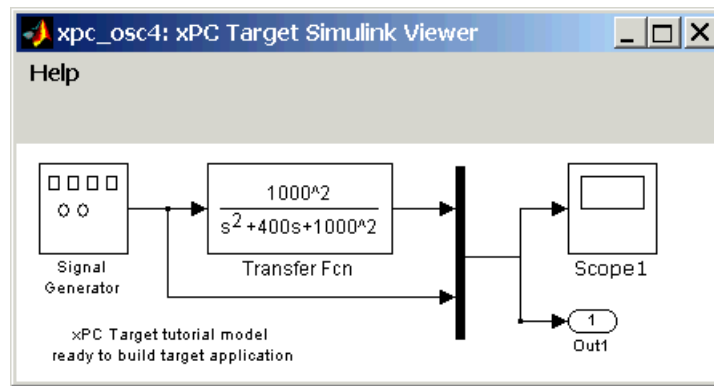 xpc_osc4: xPC Target Simulink Viewer
Help
1000^2
s^2+400s+1000^2
Signal
Generator
Transfer Fcn
Scope1
1
Out1
xPC Target tutorial model
ready to build target application